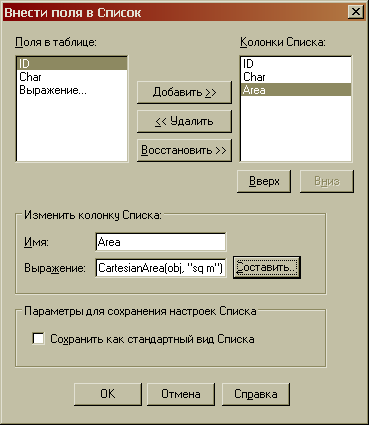 Внести поля в Список
Поля в таблице:
Колонки Списка:
ID
Char
Выражение...
Добавить >>
<< Удалить
Восстановить >>
ID
Char
Area
Вверх
Вниз
Изменить колонку Списка:
Имя:
Area
Выражение:
CartesianArea(obj, "sq m")
Составить..
Параметры для сохранения настроек Списка
Сохранить как стандартный вид Списка
OK
Отмена
Справка